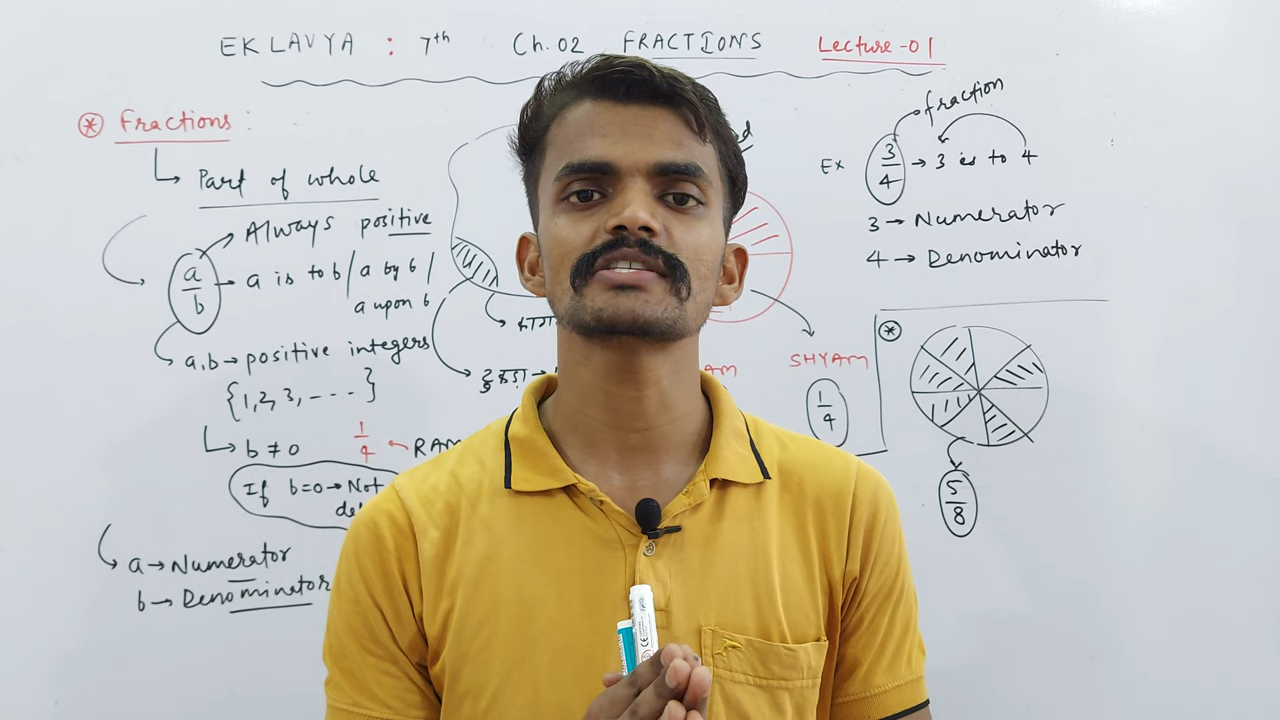 EKLAVYA : 7th Ch. 02 FRACTIONS Lecture-01
* Fractions :
Part of whole
Always positive
a/b → a is to b / a by b /
a upon b
a,b → positive integers
{1,2,3,----}
b ≠ 0
1/4 RAM
If b=0 → Not
a → Numerator
b → Denominator
टुकड़ा →
SHYAM
1/4
fraction
Ex 3/4 → 3 is to 4
3 → Numerator
4 → Denominator
*
5/8